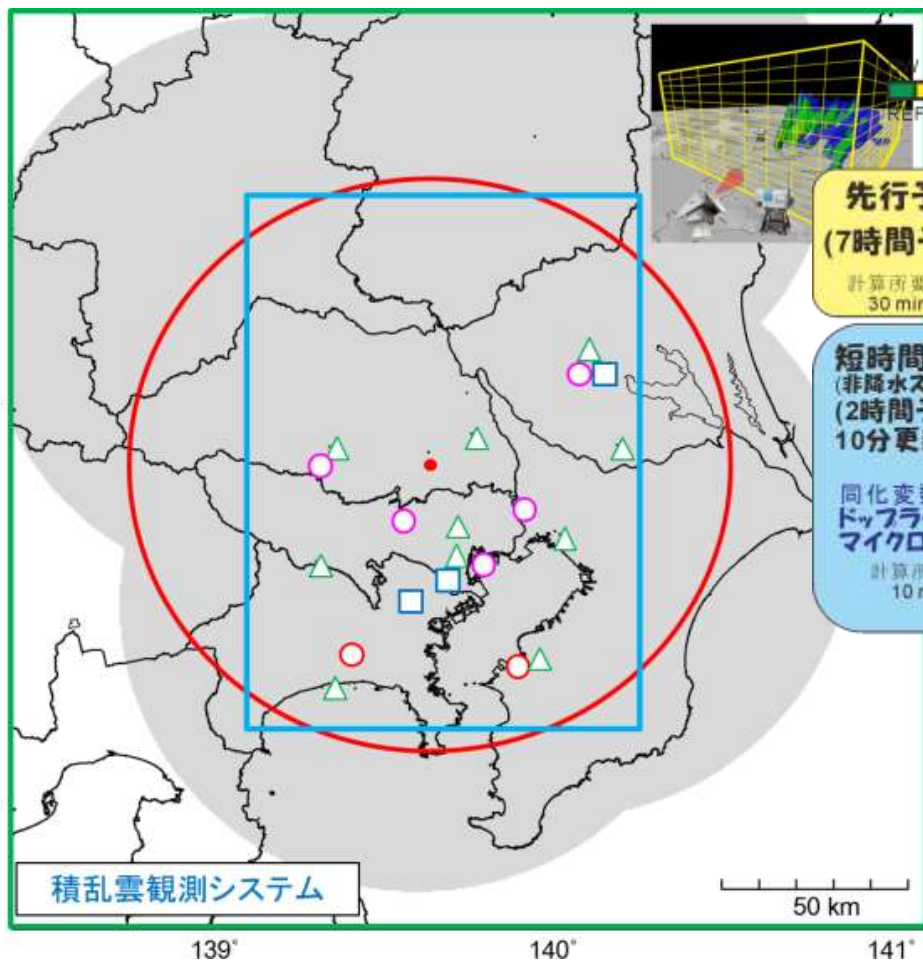 REF
先行予
(7時間予
計算所要
30 min
短時間
(非降水ス
(2時間予
10分更
同化変数
ドップラ
マイクロ
計算所
10 m
積乱雲観測システム
50 km
139°
140°
141°